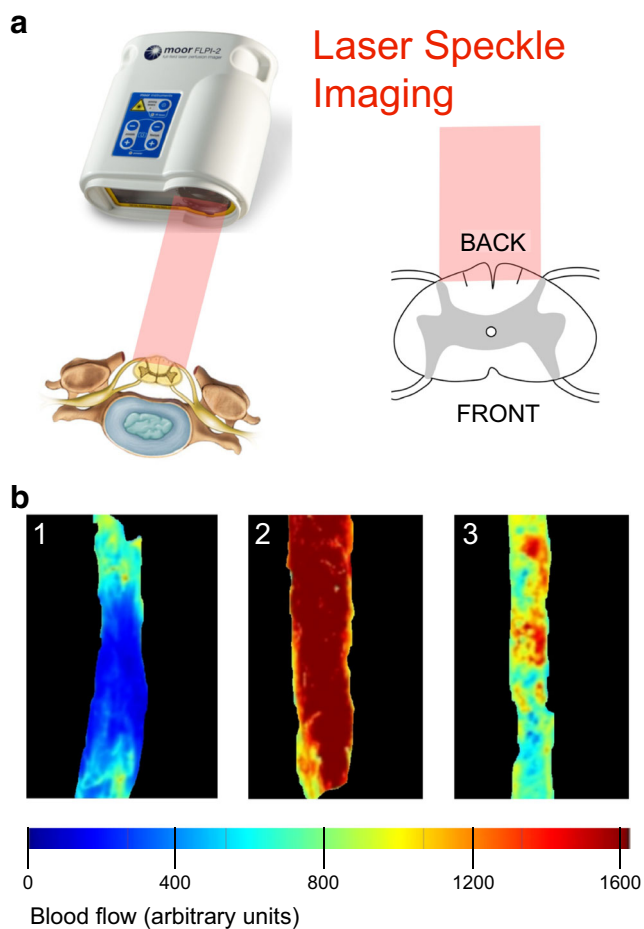 a
moor FLPI-2
Laser Speckle
Imaging
BACK
FRONT
b
1
2
3
0
400
800
1200
1600
Blood flow (arbitrary units)